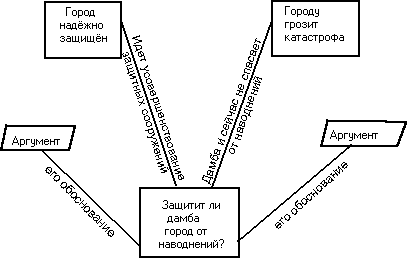 Город
надёжно
защищён
Городу
грозит
катастрофа
Идет усовершенствование
защитных сооружений
Дамба и сейчас не спасает
от наводнений
Аргумент
Аргумент
его обоснование
его обоснование
Защитит ли
дамба
город от
наводнений?